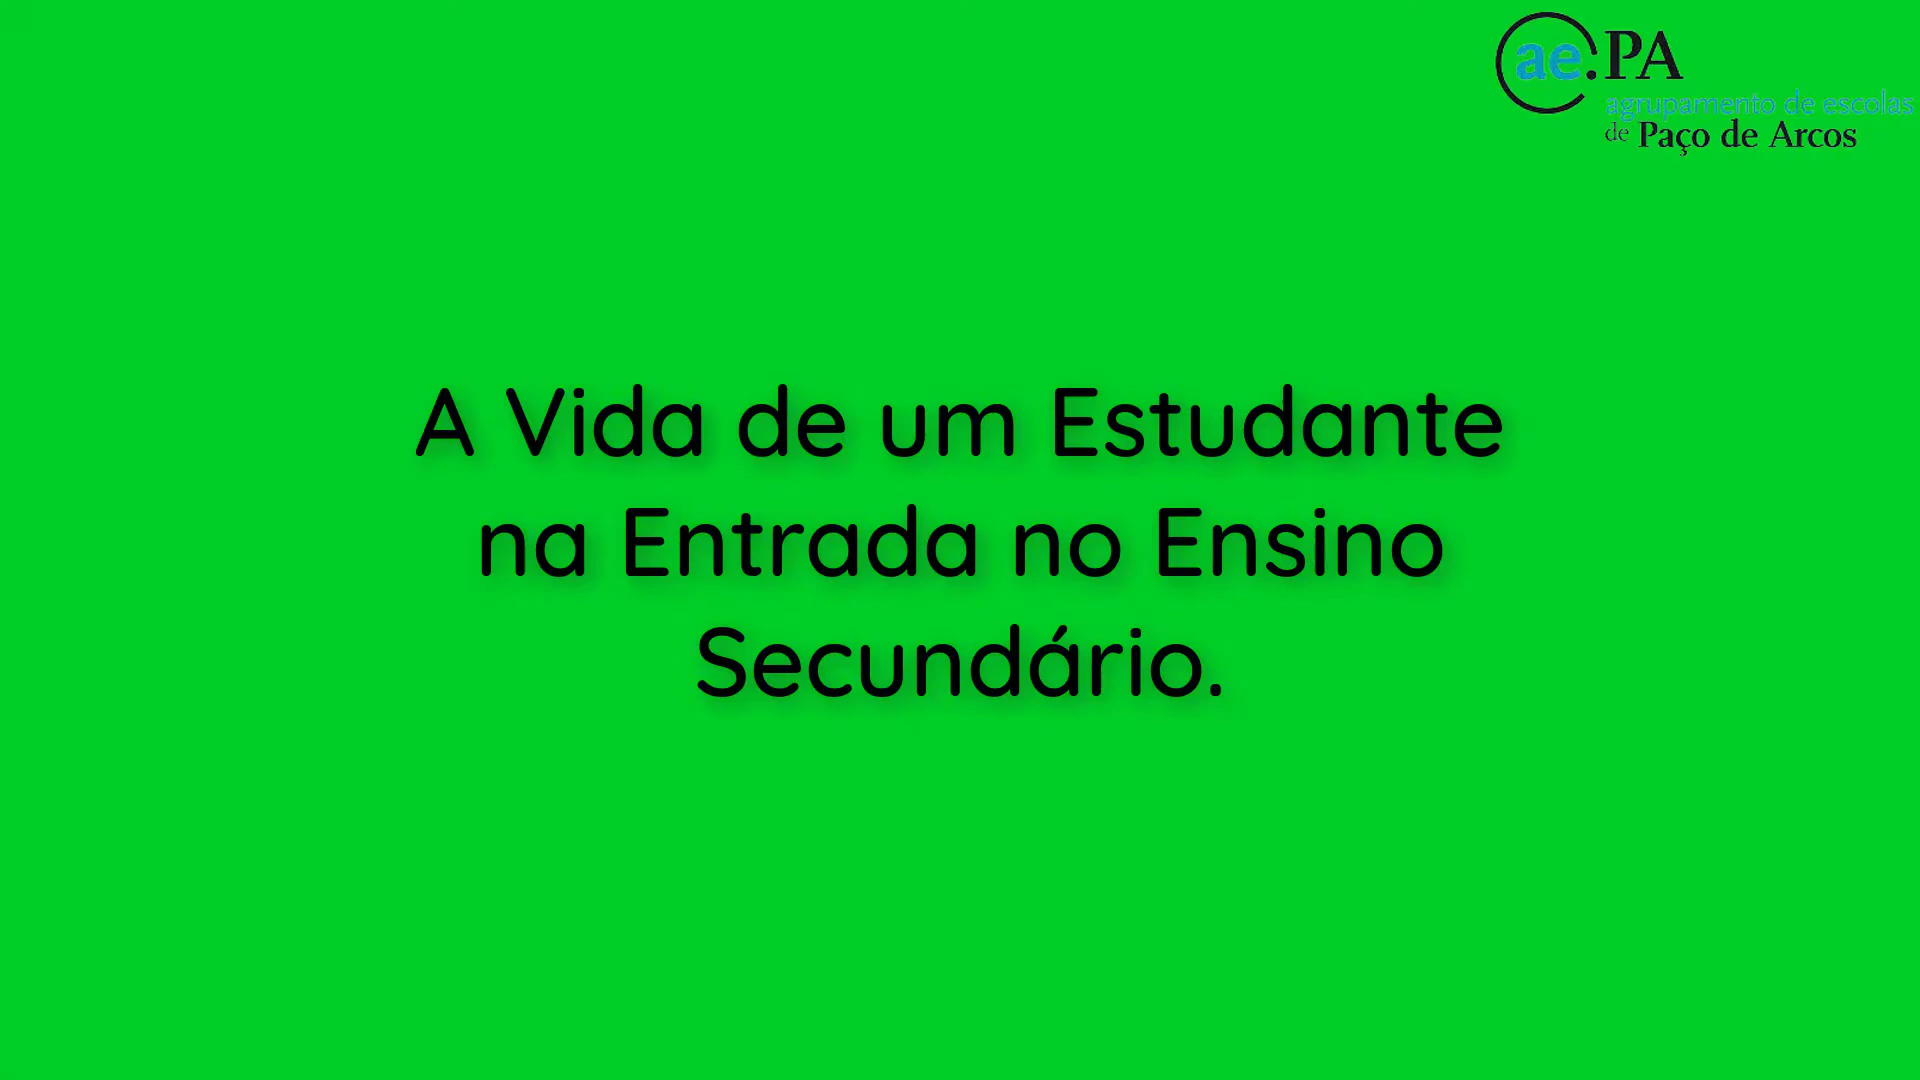 ae.PA
agrupamento de escolas
de Paço de Arcos
A Vida de um Estudante
na Entrada no Ensino
Secundário.